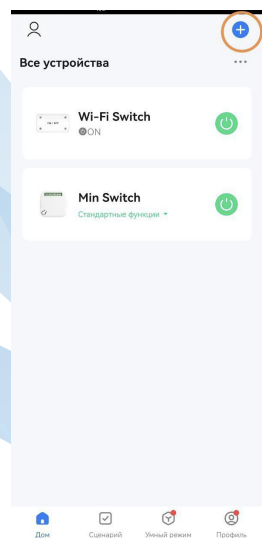 Все устройства
Wi-Fi Switch
ON
Min Switch
Стандартные функции
Дом
Сценарий
Умный режим
Профиль